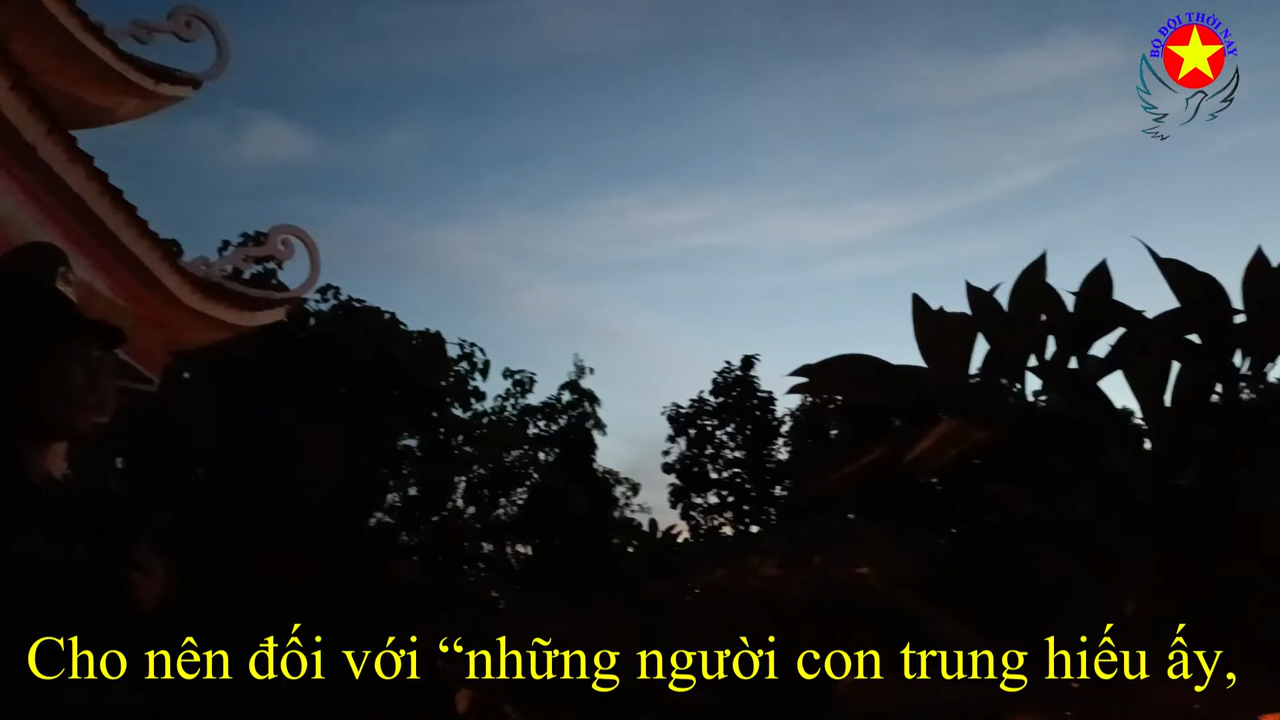 BỘ ĐỘI THỜI NAY
Cho nên đối với “những người con trung hiếu ấy,